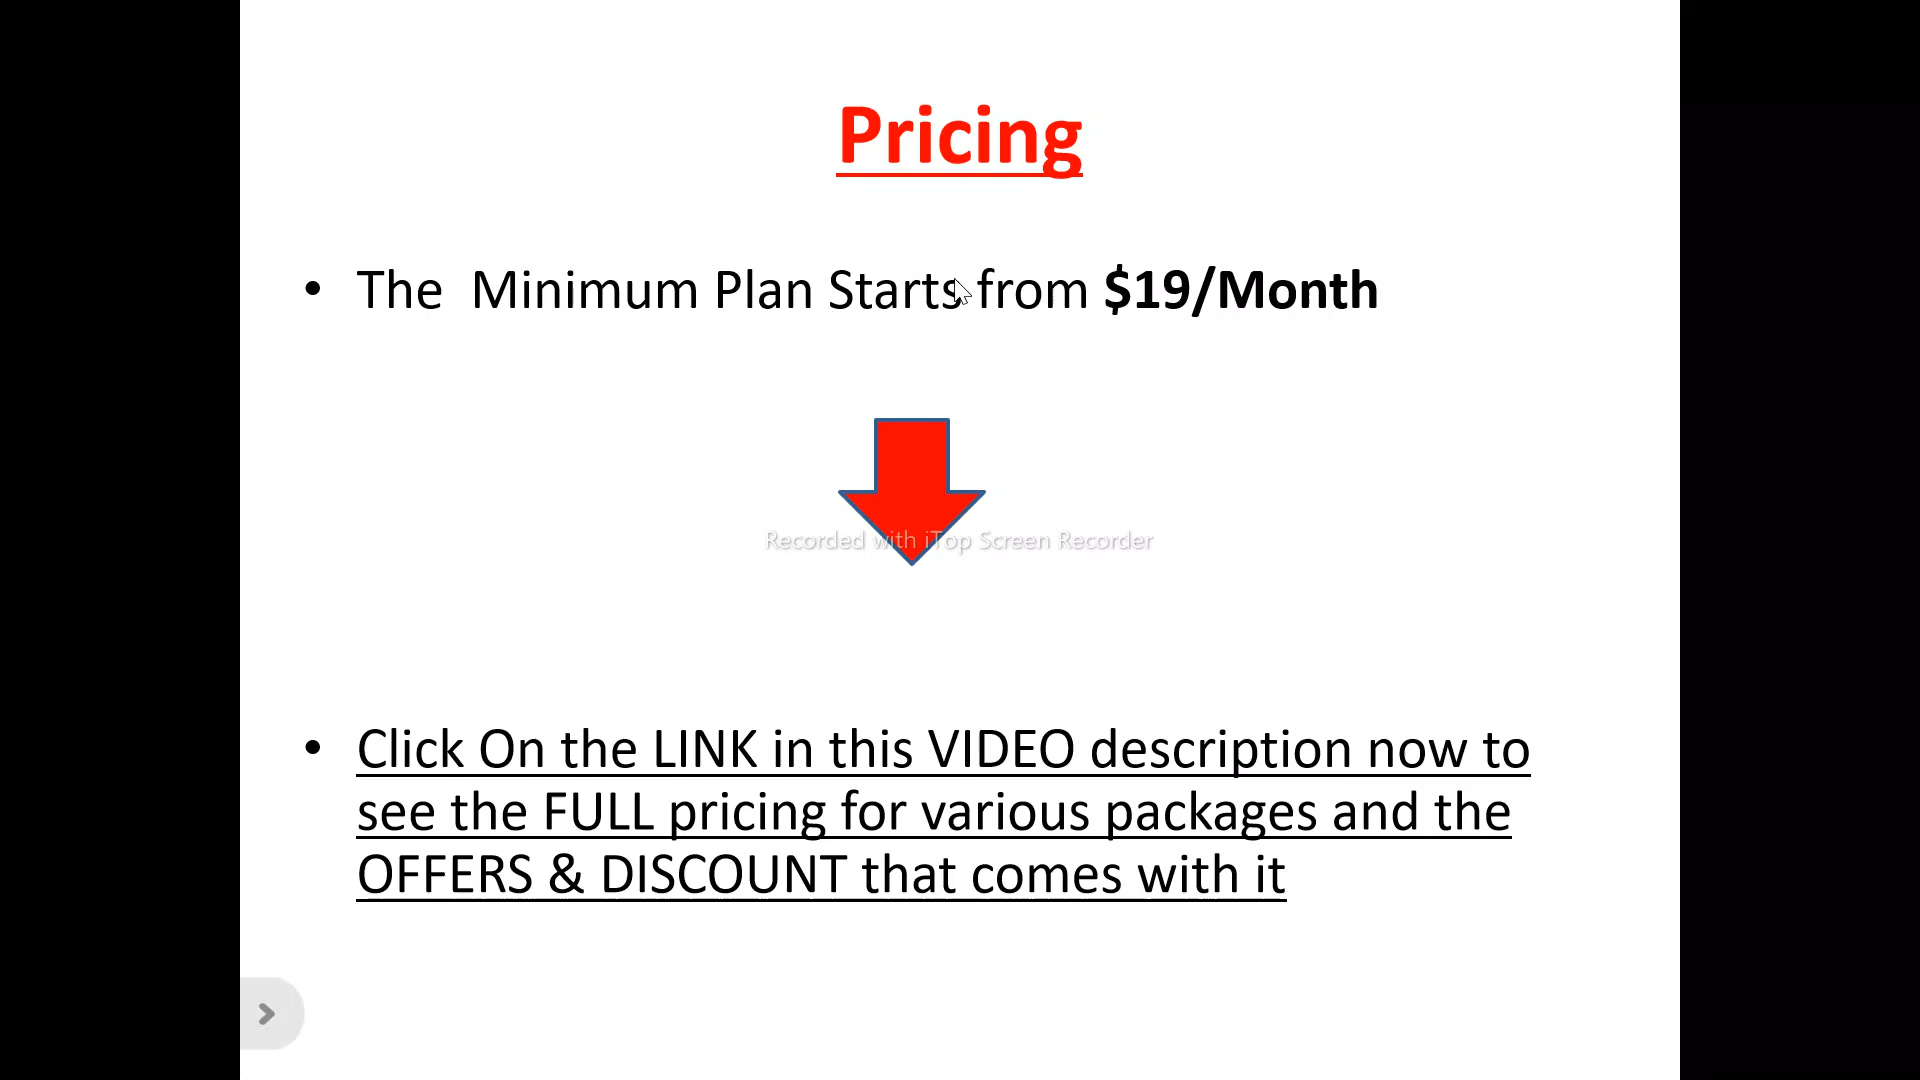 Pricing
• The  Minimum Plan Starts from $19/Month
Recorded with iTop Screen Recorder
• Click On the LINK in this VIDEO description now to
see the FULL pricing for various packages and the
OFFERS & DISCOUNT that comes with it